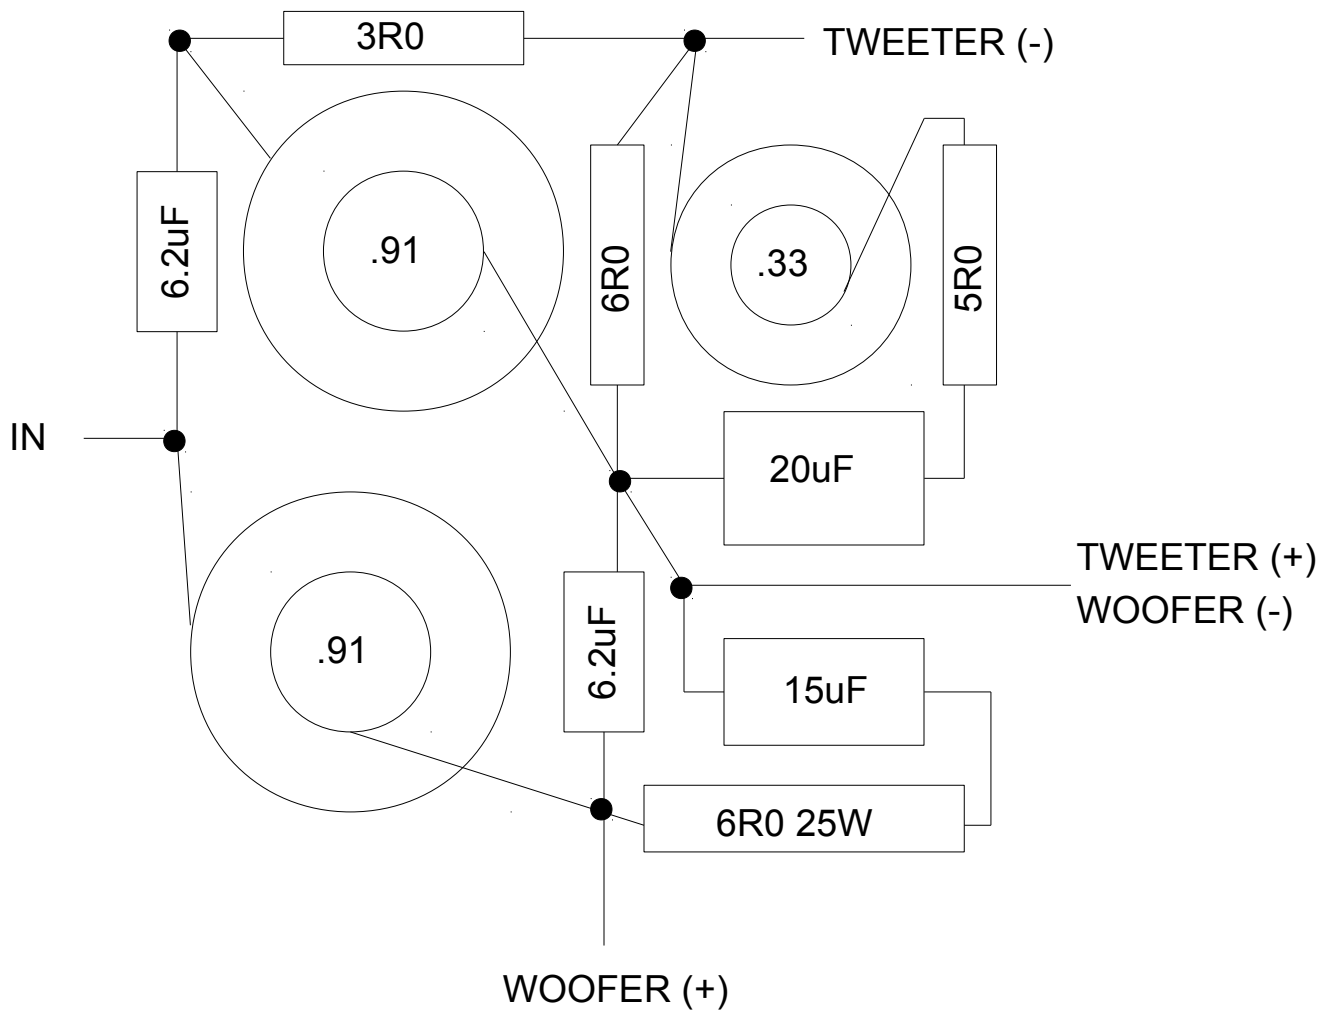 3R0
TWEETER (-)
6.2uF
.91
6R0
.33
5R0
IN
20uF
TWEETER (+)
WOOFER (-)
.91
6.2uF
15uF
6R0 25W
WOOFER (+)